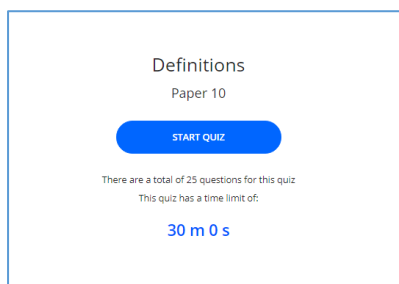 Definitions
Paper 10
START QUIZ
There are a total of 25 questions for this quiz
This quiz has a time limit of:
30 m 0 s